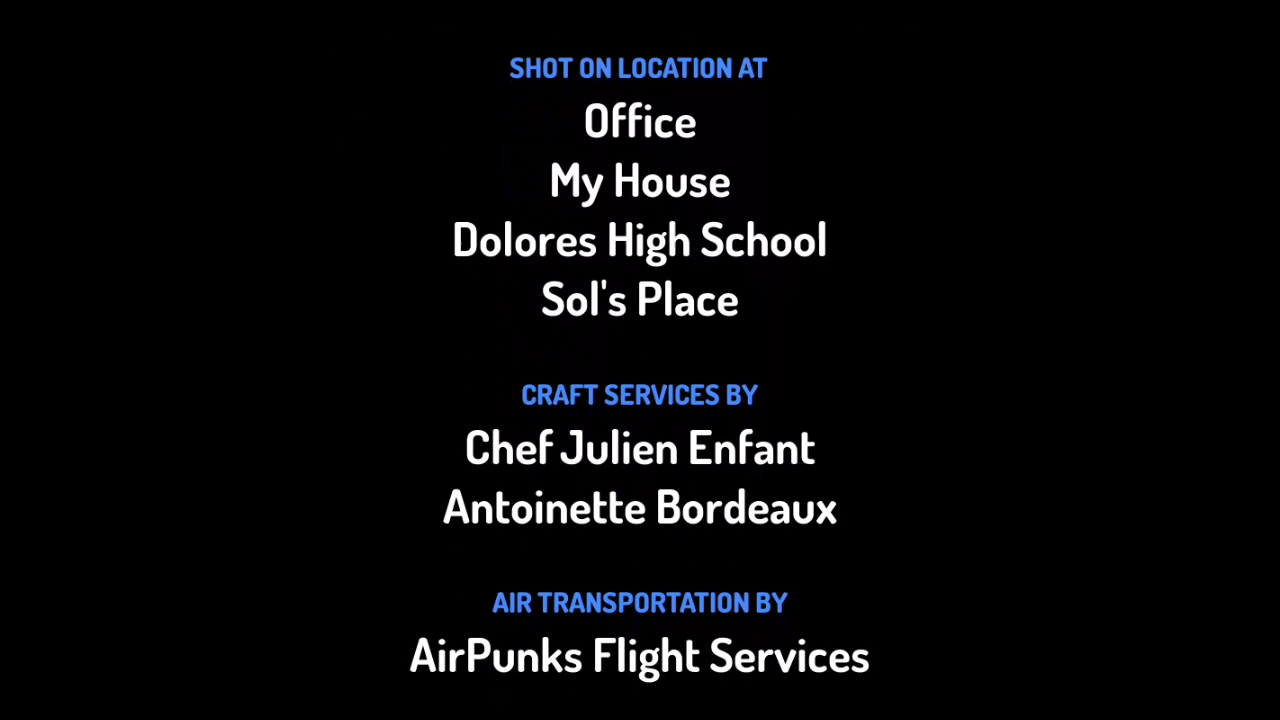 SHOT ON LOCATION AT
Office
My House
Dolores High School
Sol's Place
CRAFT SERVICES BY
Chef Julien Enfant
Antoinette Bordeaux
AIR TRANSPORTATION BY
AirPunks Flight Services